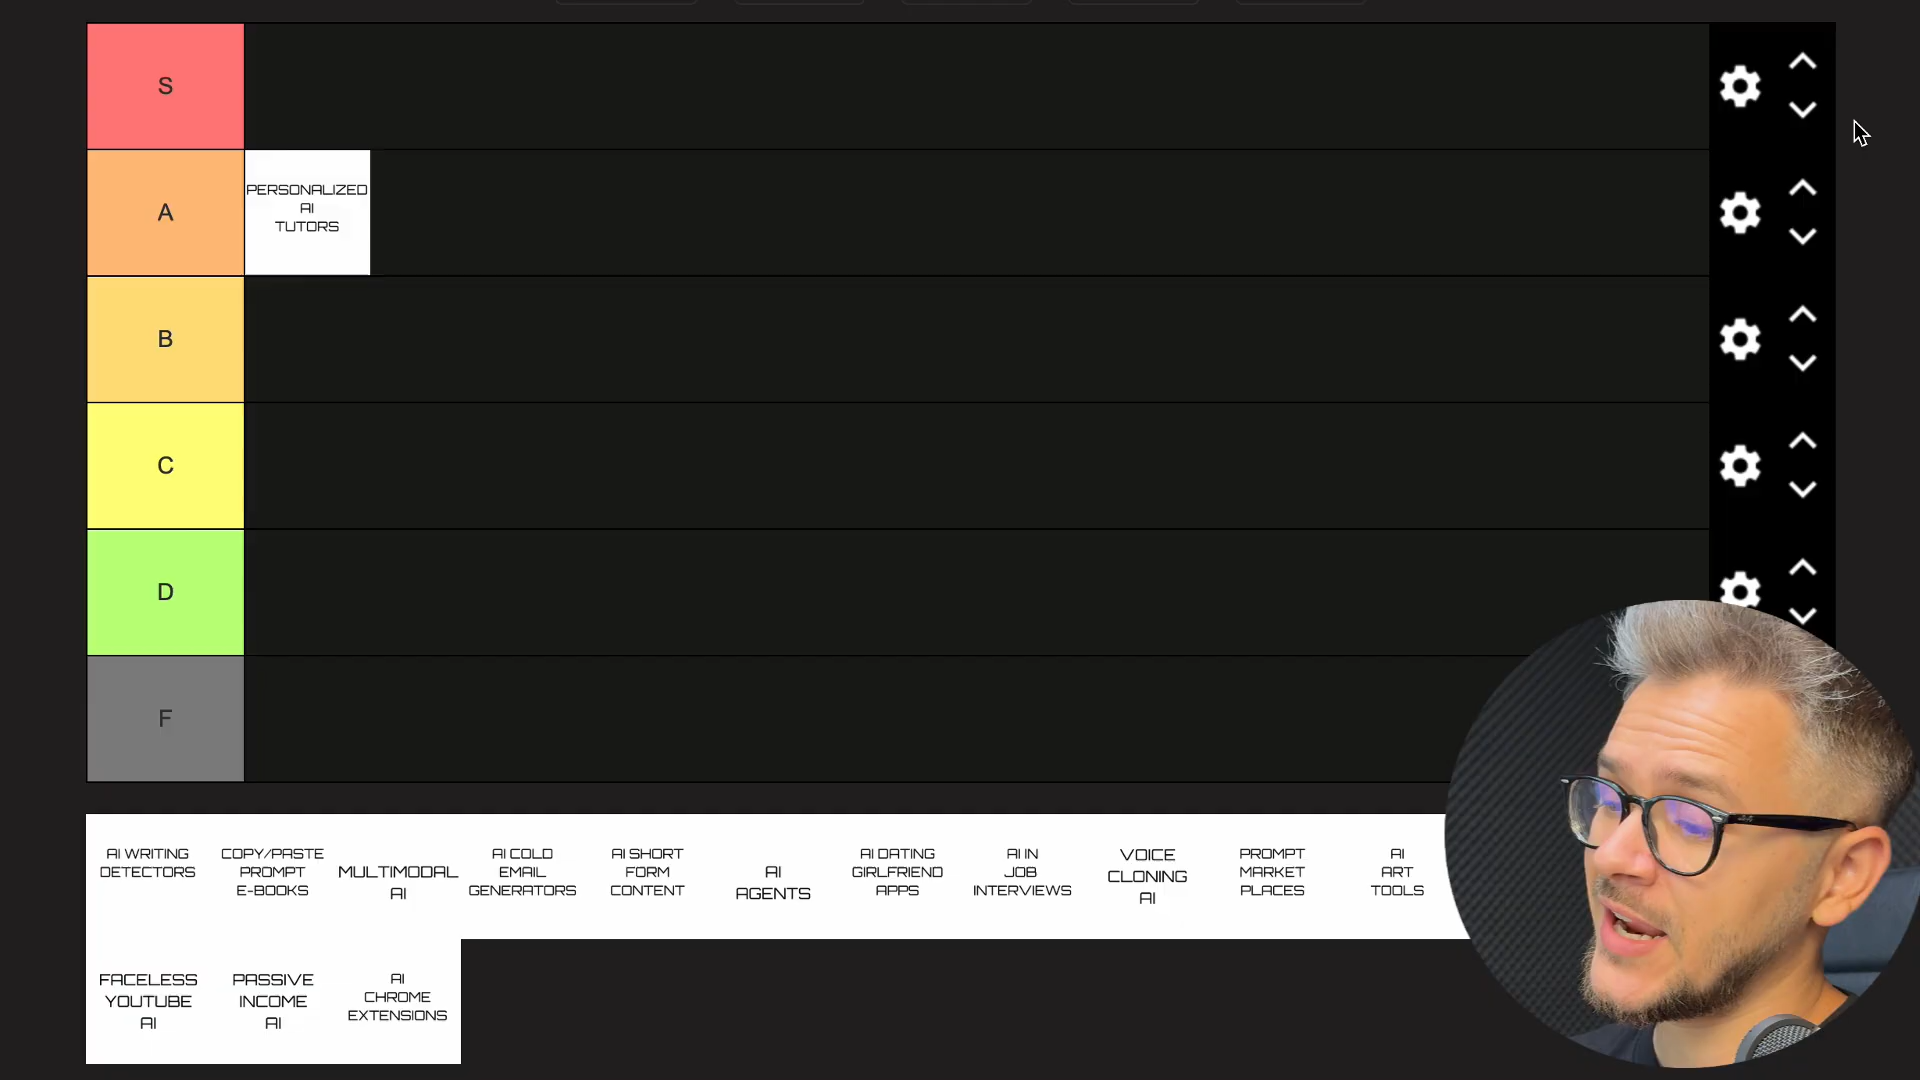 S
A
PERSONALIZED
AI
TUTORS
B
C
D
F
AI WRITING
DETECTORS
COPY/PASTE
PROMPT
E-BOOKS
MULTIMODAL
AI
AI COLD
EMAIL
GENERATORS
AI SHORT
FORM
CONTENT
AI
AGENTS
AI DATING
GIRLFRIEND
APPS
AI IN
JOB
INTERVIEWS
VOICE
CLONING
AI
PROMPT
MARKET
PLACES
AI
ART
TOOLS
FACELESS
YOUTUBE
AI
PASSIVE
INCOME
AI
AI
CHROME
EXTENSIONS